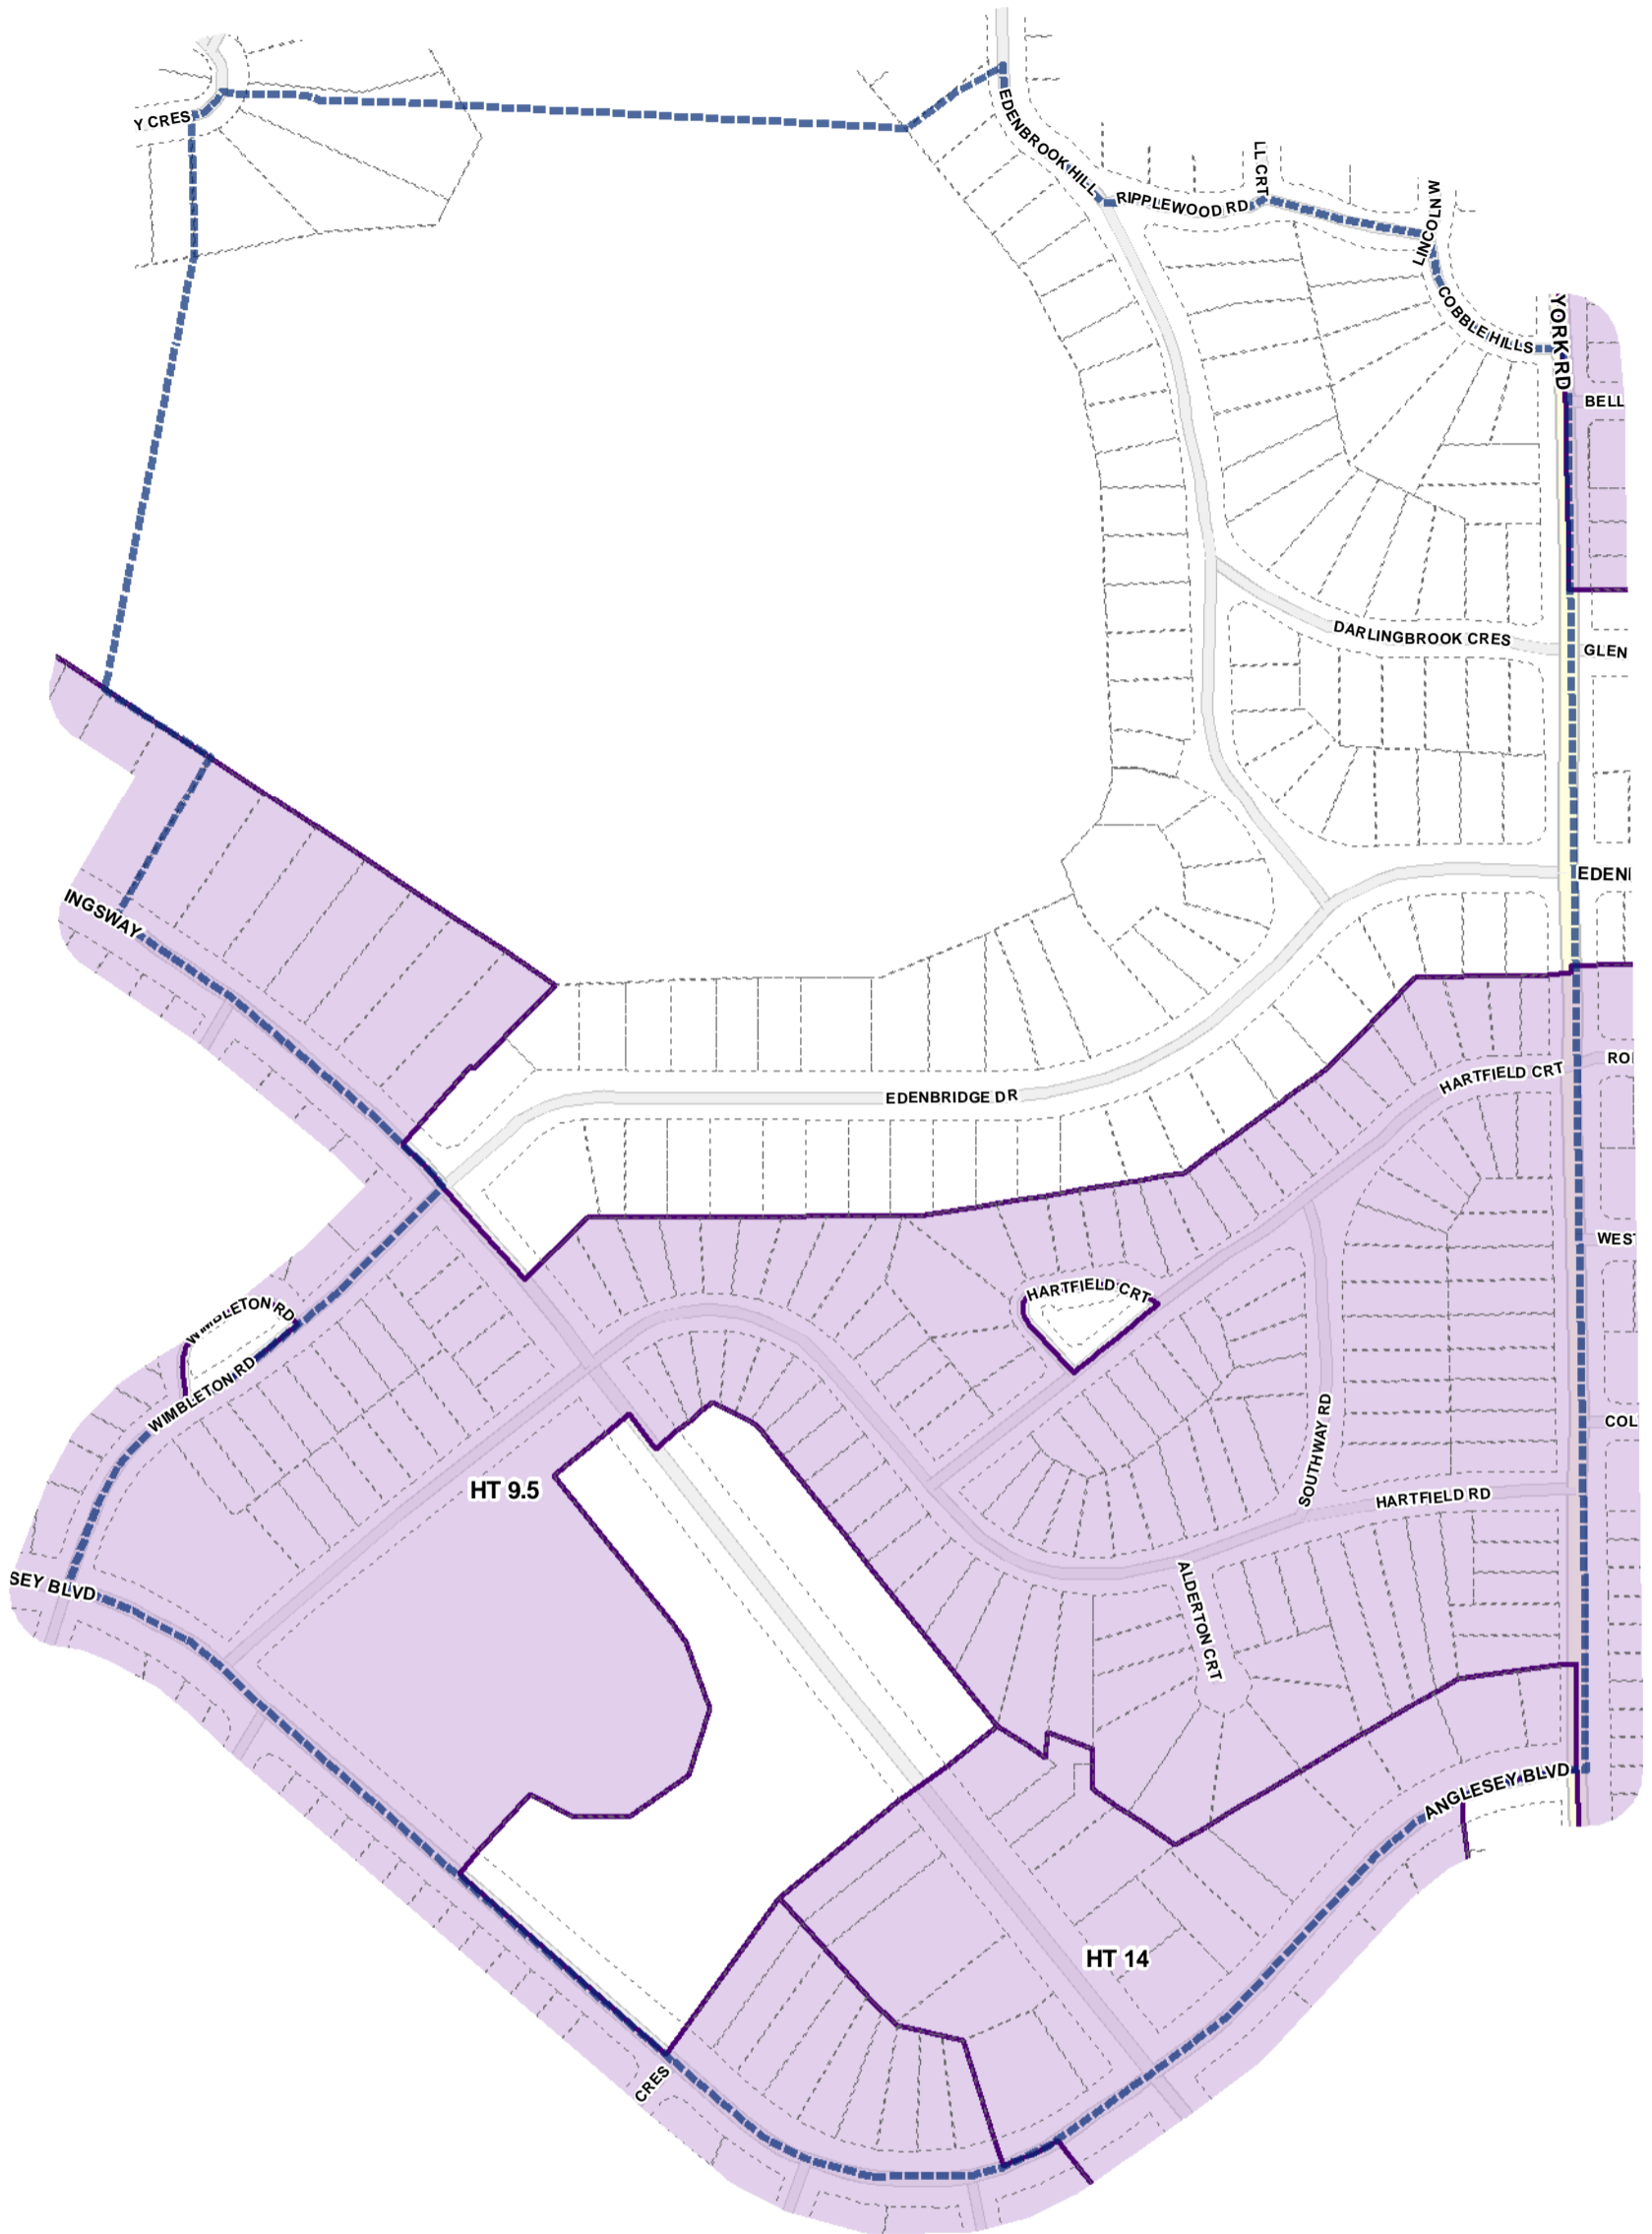 Y CRES
EDENBROOK HILL
RIPPLEWOOD RD
LL CRT
LINCOLN W
COBBLE HILLS
YORK RD
BELL
DARLINGBROOK CRES
GLEN
EDEN
INGSWAY
EDENBRIDGE DR
HARTFIELD CRT
RO
WEST
HARTFIELD CRT
WIMBLETON RD
WIMBLETON RD
SOUTHWAY RD
COL
HT 9.5
HARTFIELD RD
SEY BLVD
ALDERTON CRT
ANGLESEY BLVD
HT 14
CRES